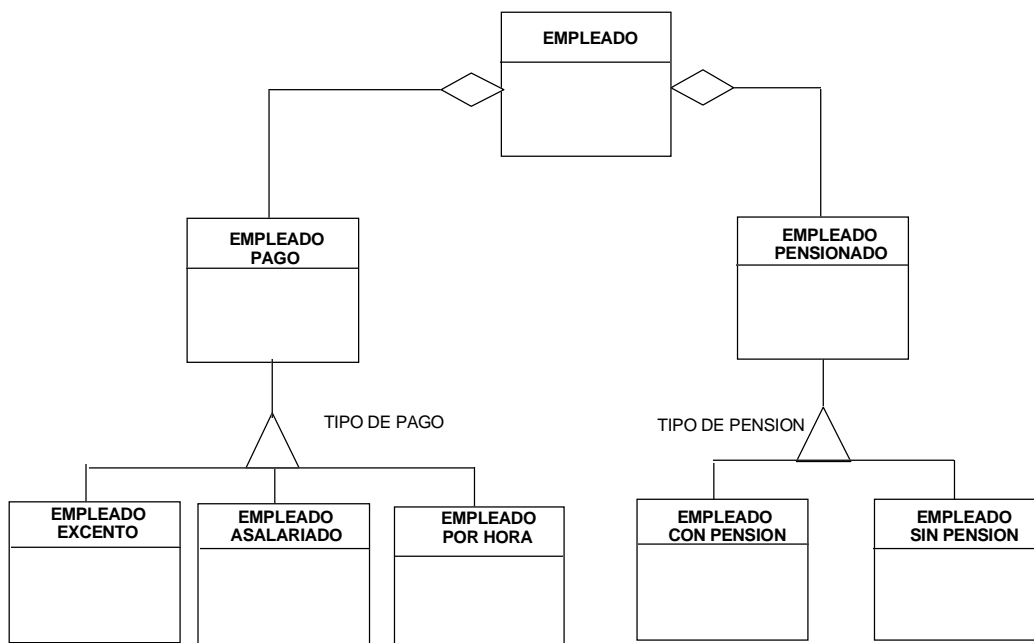 EMPLEADO
EMPLEADO
PAGO
EMPLEADO
PENSIONADO
TIPO DE PAGO
TIPO DE PENSION
EMPLEADO
EXCENTO
EMPLEADO
ASALARIADO
EMPLEADO
POR HORA
EMPLEADO
CON PENSION
EMPLEADO
SIN PENSION